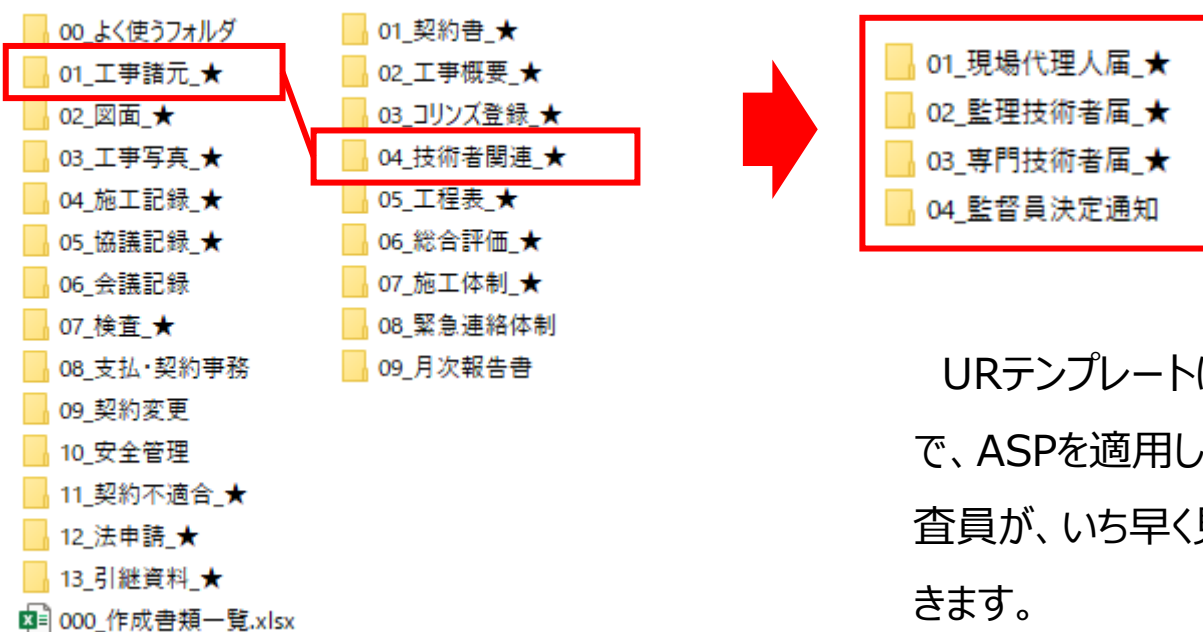 00_よく使うフォルダ
01_工事諸元_★
02_図面_★
03_工事写真_★
04_施工記録_★
05_協議記録_★
06_会議記録
07_検査_★
08_支払・契約事務
09_契約変更
10_安全管理
11_契約不適合_★
12_法申請_★
13_引継資料_★
000_作成書類一覧.xlsx
01_契約書_★
02_工事概要_★
03_コリンズ登録_★
04_技術者関連_★
05_工程表_★
06_総合評価_★
07_施工体制_★
08_緊急連絡体制
09_月次報告書
01_現場代理人届_★
02_監理技術者届_★
03_専門技術者届_★
04_監督員決定通知
URテンプレート
で、ASPを適用し
査員が、いち早く
きます。